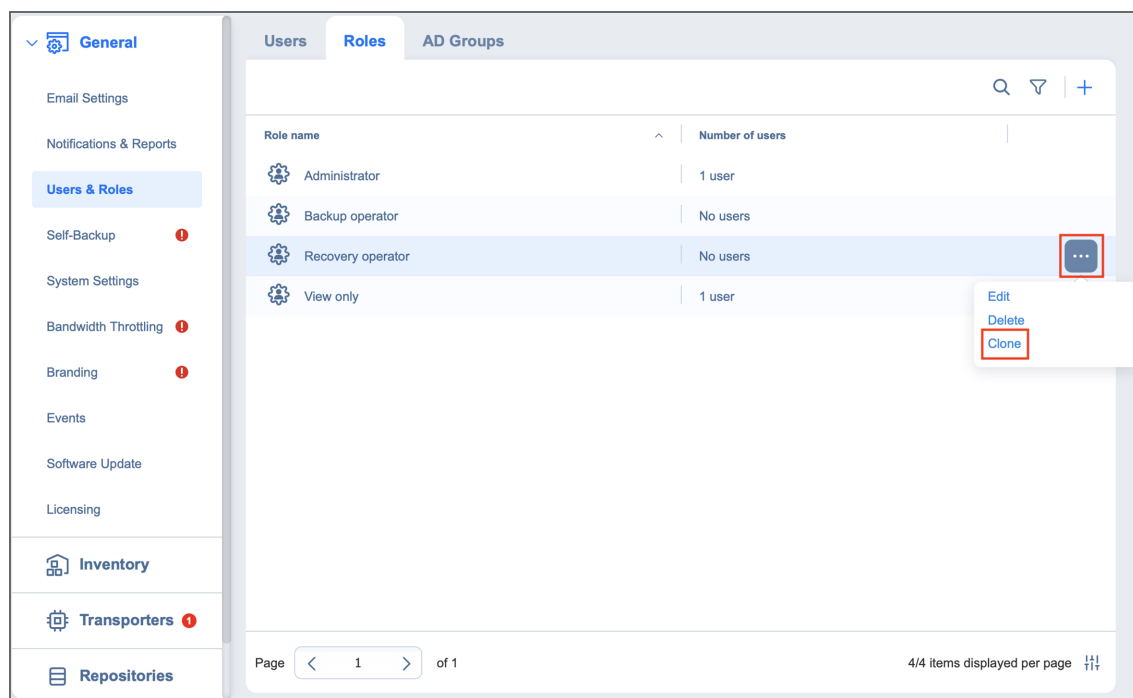 General
Email Settings
Notifications & Reports
Users & Roles
Self-Backup
System Settings
Bandwidth Throttling
Branding
Events
Software Update
Licensing
Inventory
Transporters 1
Repositories
Users Roles AD Groups
Role name Number of users
Administrator 1 user
Backup operator No users
Recovery operator No users
View only 1 user
Edit
Delete
Clone
Page 1 of 1 4/4 items displayed per page